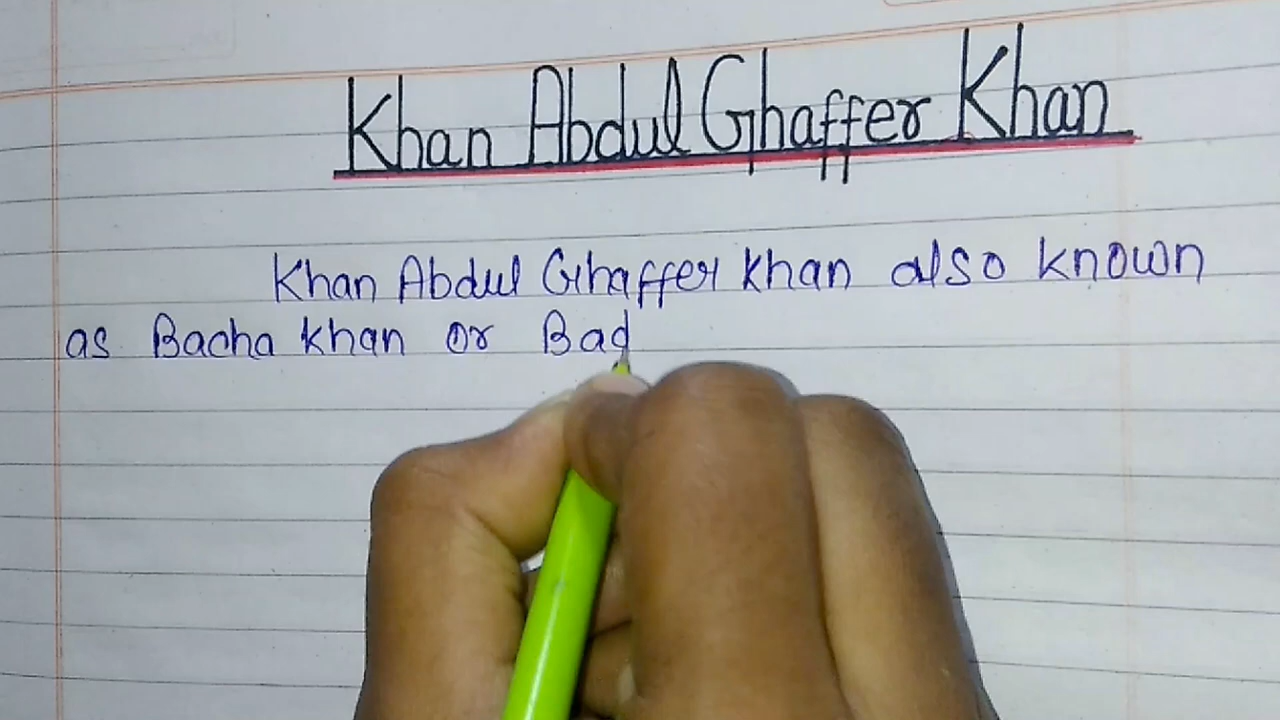 Khan Abdul Ghaffer Khan
Khan Abdul Ghaffer Khan also known
as Bacha Khan or Bad